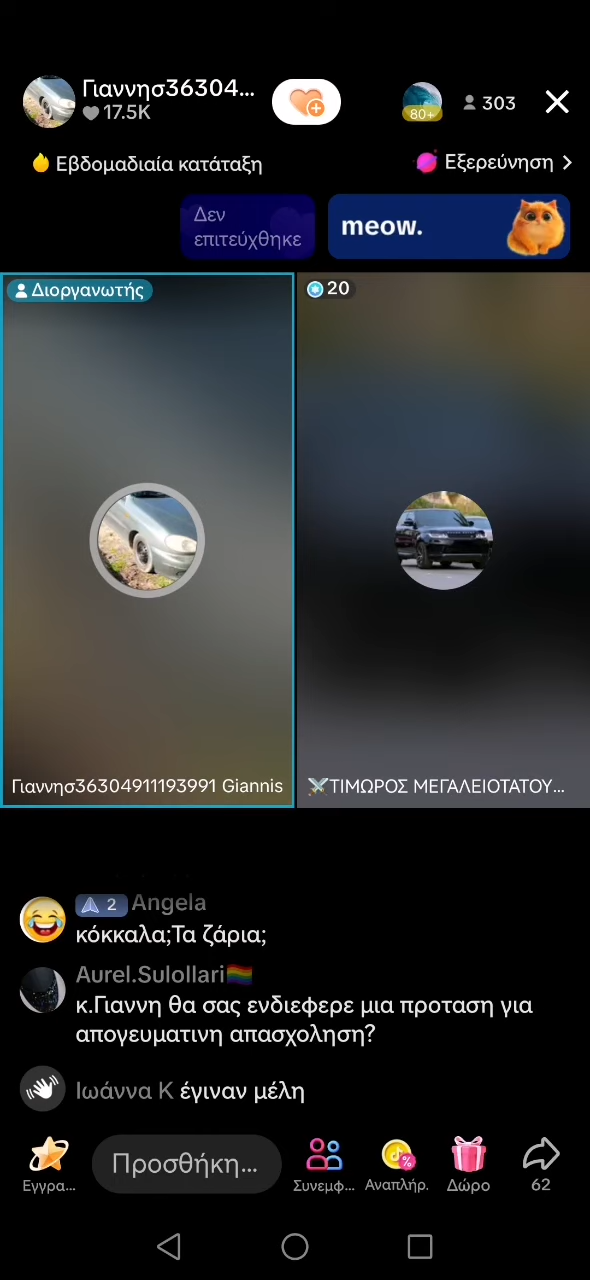 Γιαννησ36304...
17.5K
80+
303
Εβδομαδιαία κατάταξη
Εξερεύνηση
Δεν
επιτεύχθηκε
meow.
Διοργανωτής
20
Γιαννησ36304911193991 Giannis
ΤΙΜΩΡΟΣ ΜΕΓΑΛΕΙΟΤΑΤΟΥ...
2 Angela
κόκκαλα;Τα ζάρια;
Aurel.Sulollari🏳️‍🌈
κ.Γιαννη θα σας ενδιεφερε μια προταση για
απογευματινη απασχοληση?
Ιωάννα Κ έγιναν μέλη
Προσθήκη...
Εγγρα...
Συνεμφ...
Αναπλήρ.
Δώρο
62